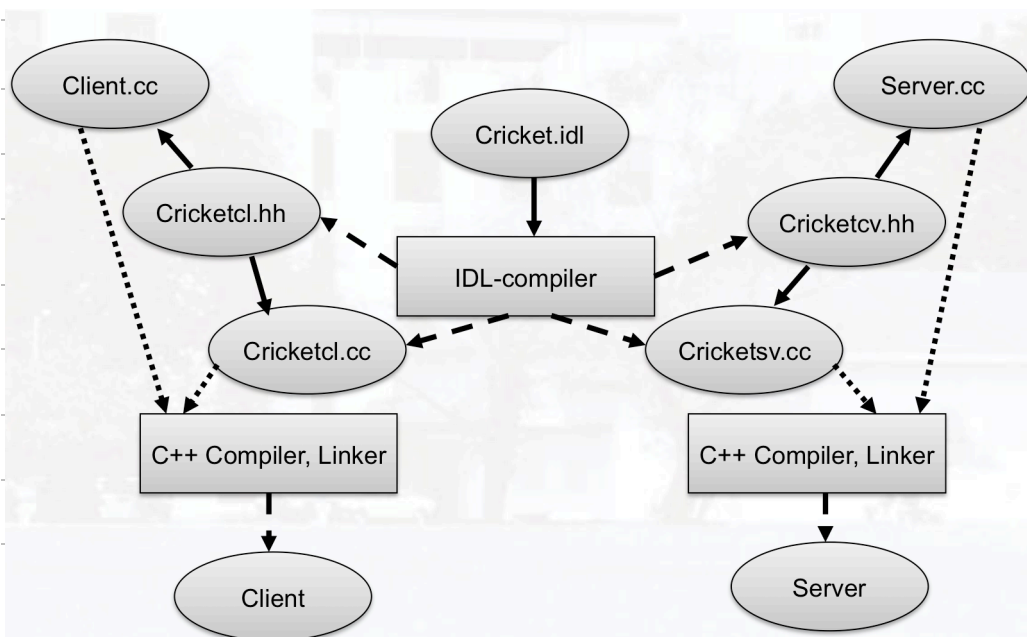 Client.cc
Server.cc
Cricket.idl
Cricketcl.hh
Cricketcv.hh
IDL-compiler
Cricketcl.cc
Cricketsv.cc
C++ Compiler, Linker
C++ Compiler, Linker
Client
Server